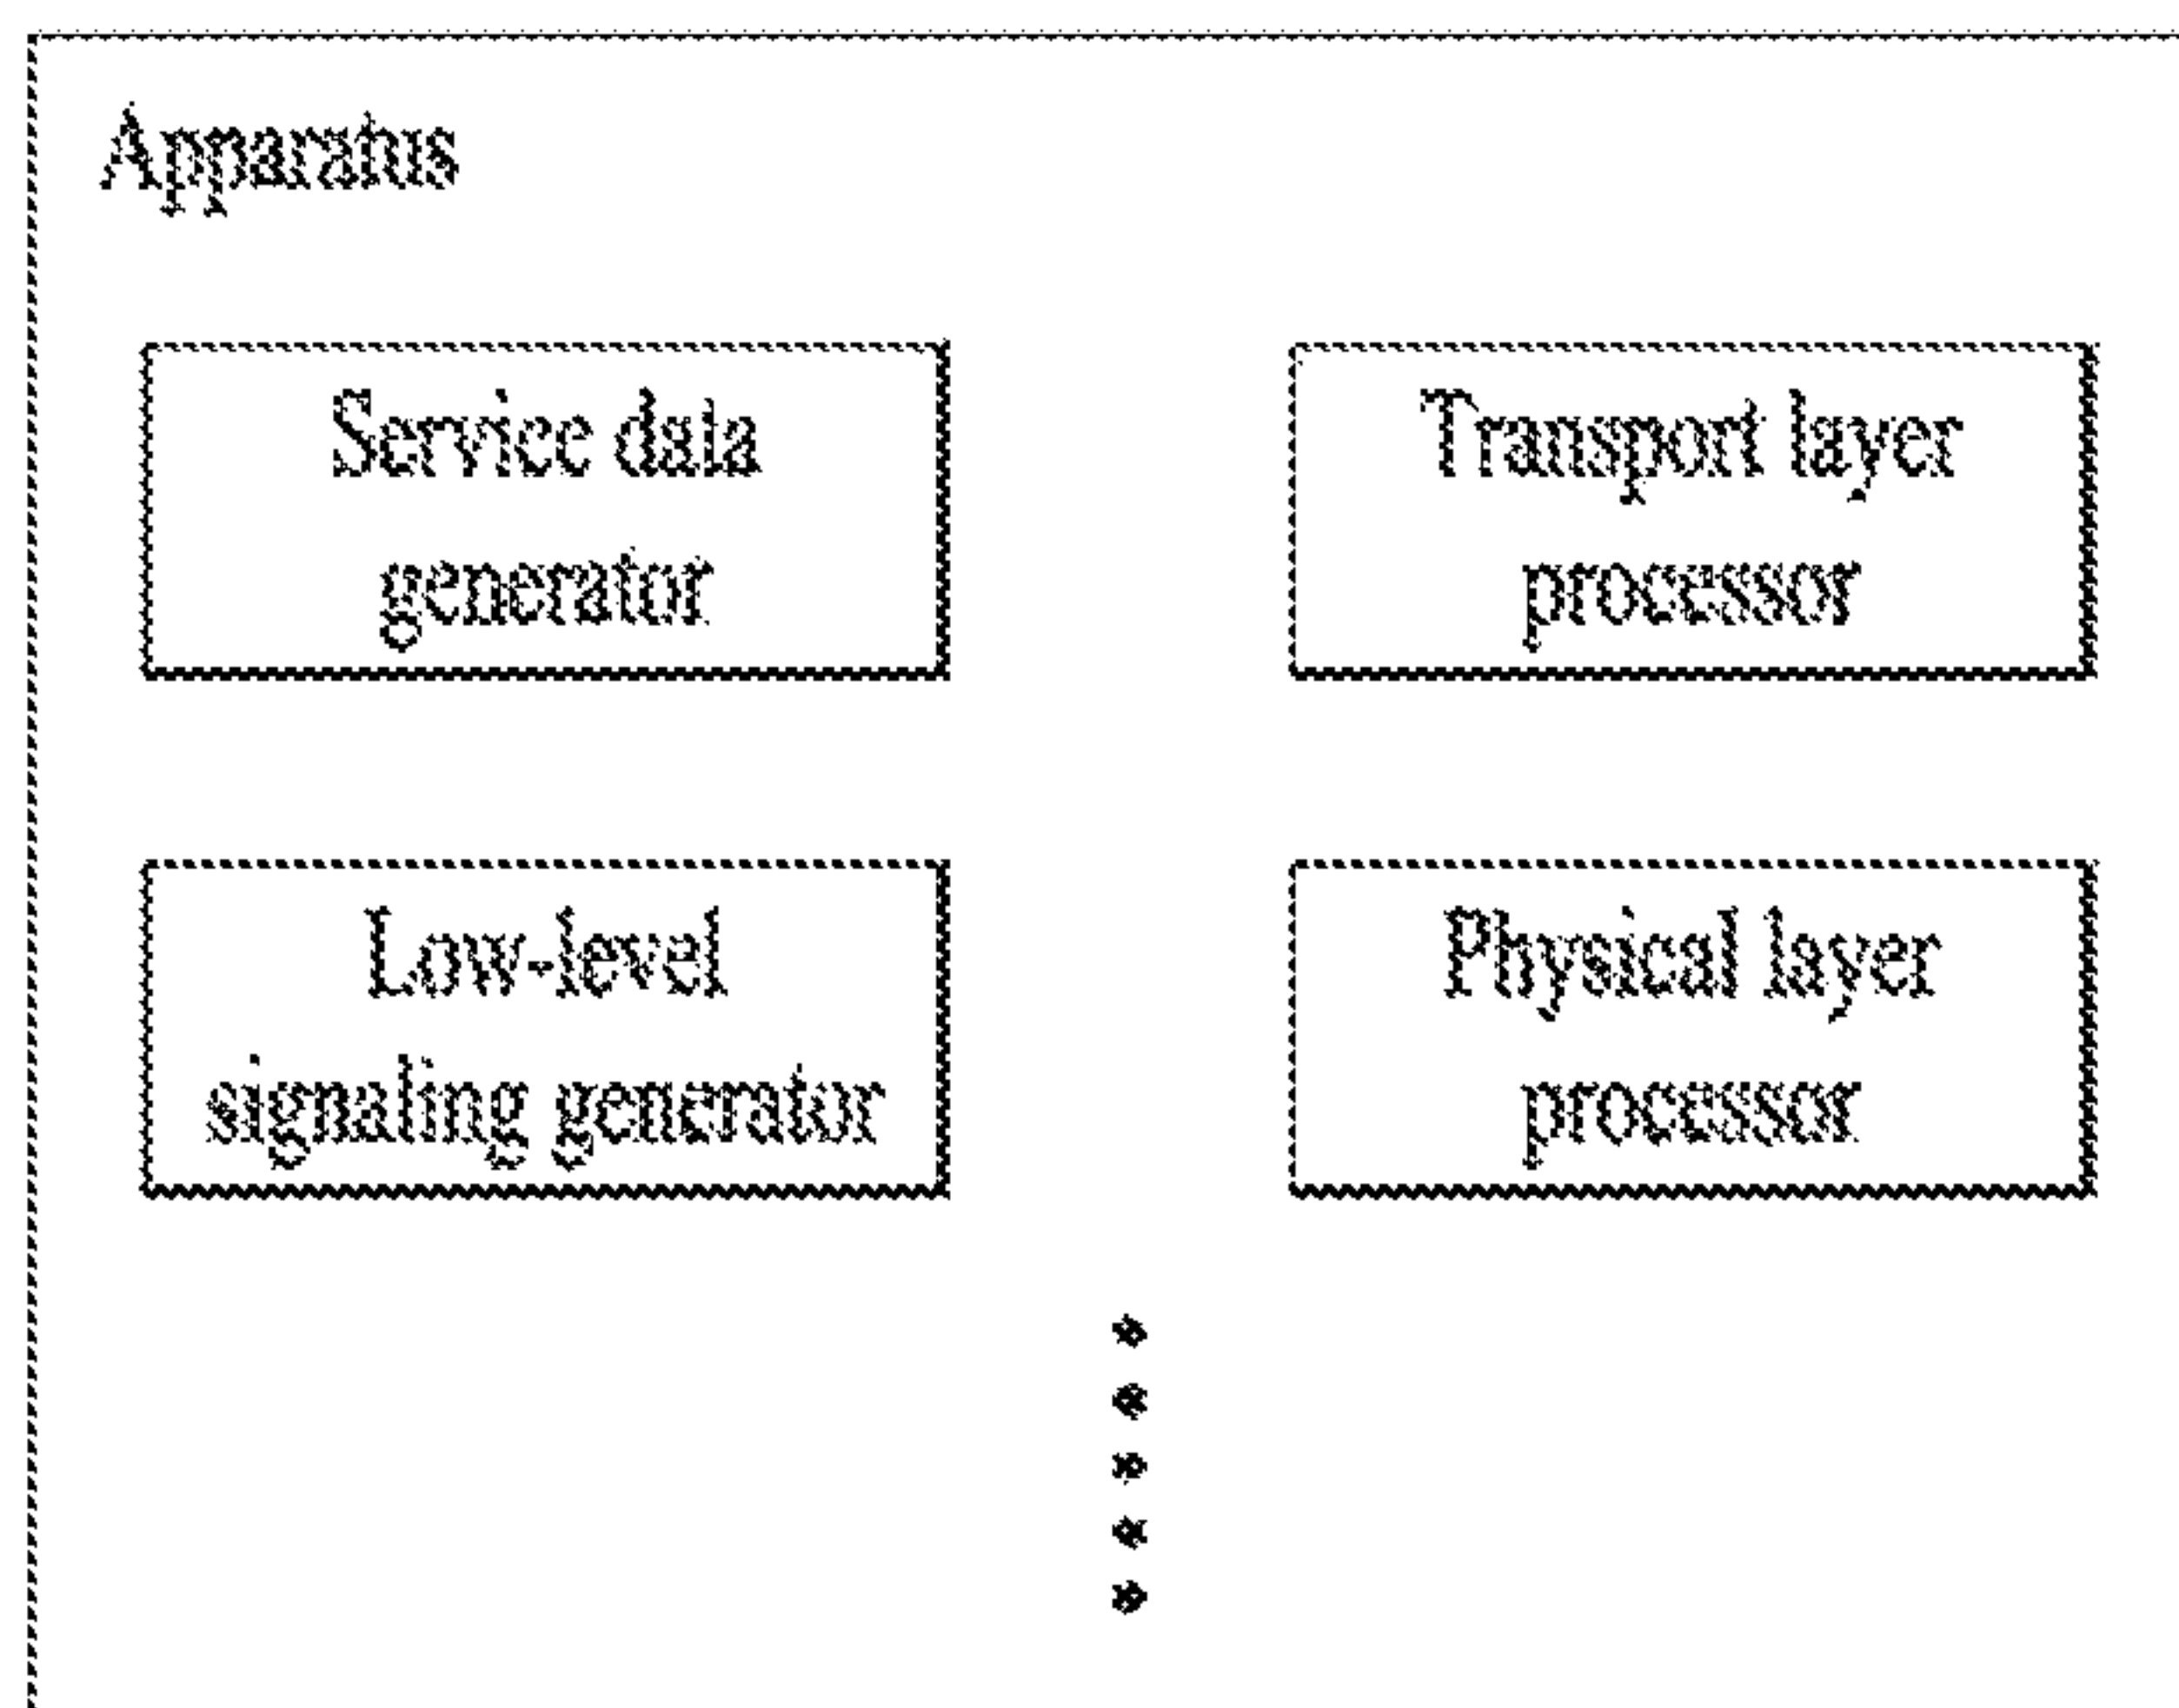 Apparatus
Service data
generator
Transport layer
processor
Low-level
signaling generator
Physical layer
processor